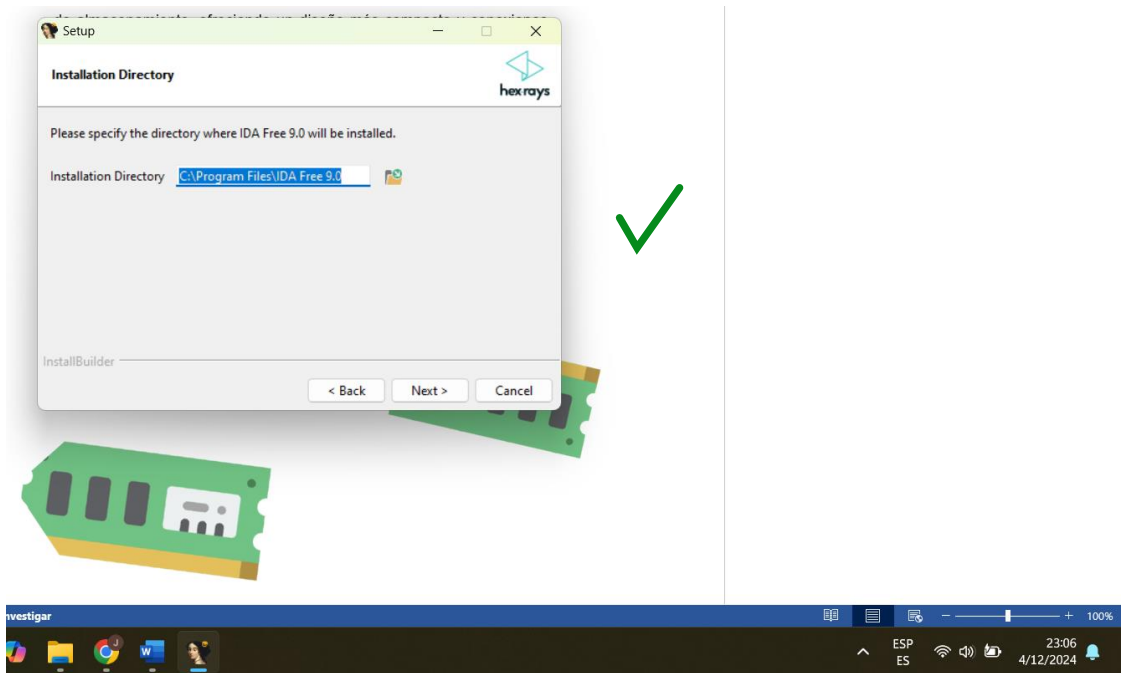 Setup
Installation Directory
hex rays
Please specify the directory where IDA Free 9.0 will be installed.
Installation Directory C:\Program Files\IDA Free 9.0
InstallBuilder
< Back Next > Cancel
nvestigar
100%
J
W
ESP
ES
23:06
4/12/2024